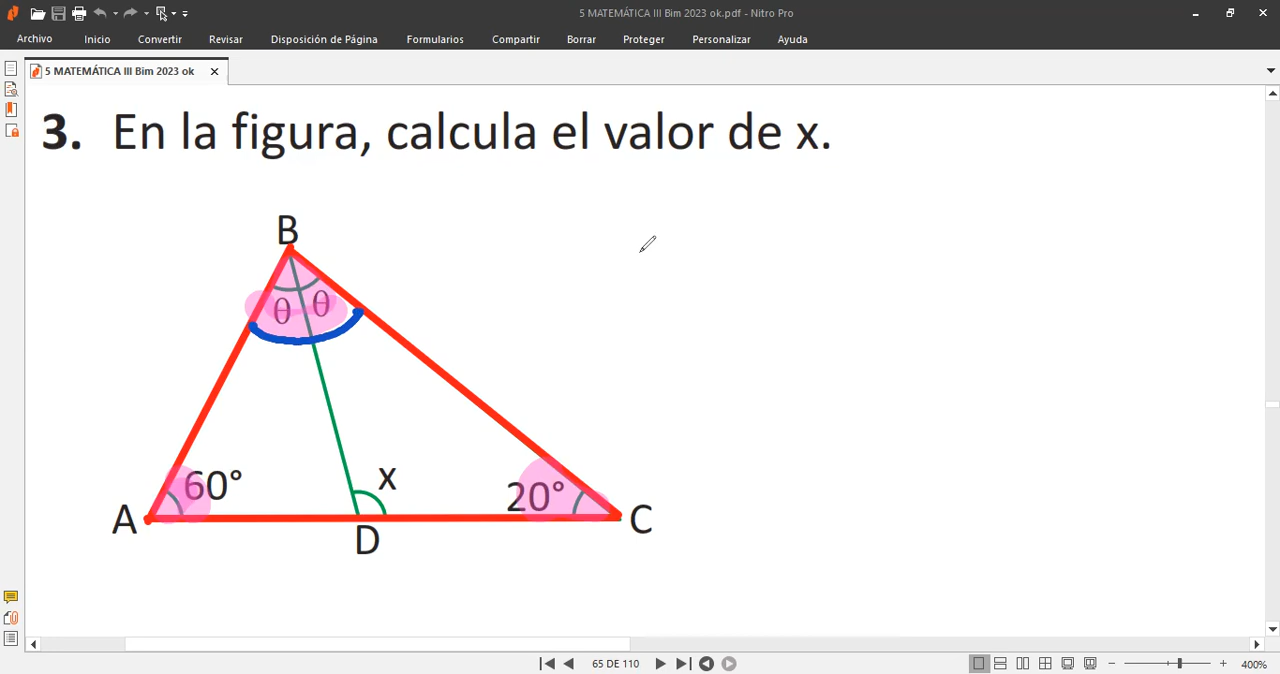 5 MATEMÁTICA III Bim 2023 ok.pdf - Nitro Pro
Archivo Inicio Convertir Revisar Disposición de Página Formularios Compartir Borrar Proteger Personalizar Ayuda
5 MATEMÁTICA III Bim 2023 ok
3. En la figura, calcula el valor de x.
B
θ θ
60° x 20°
A D C
65 DE 110
400%